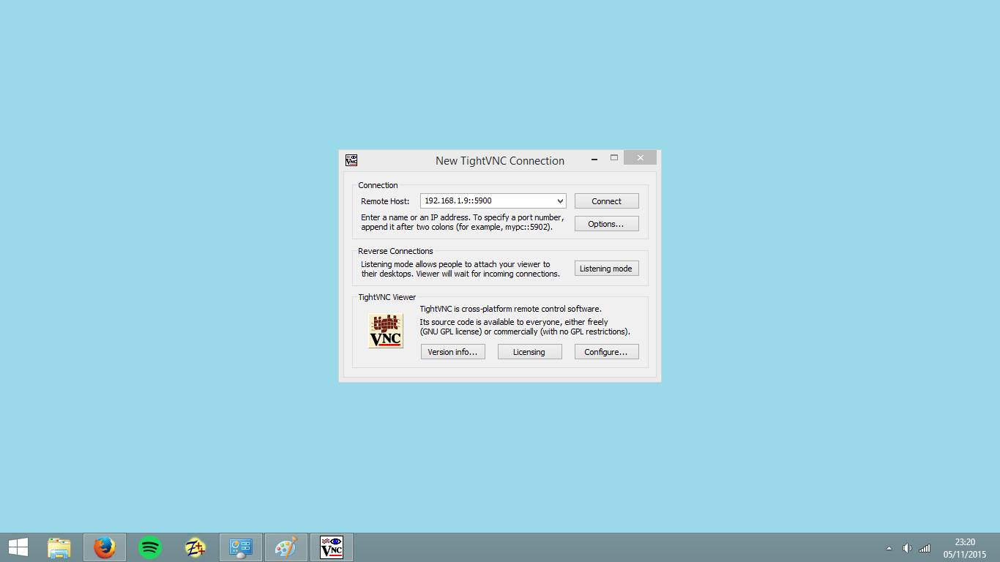 New TightVNC Connection
Connection
Remote Host:
192.168.1.9::5900
Connect
Enter a name or an IP address. To specify a port number,
append it after two colons (for example, mypc::5902).
Options...
Reverse Connections
Listening mode allows people to attach your viewer to
their desktops. Viewer will wait for incoming connections.
Listening mode
TightVNC Viewer
tight
VNC
TightVNC is cross-platform remote control software.
Its source code is available to everyone, either freely
(GNU GPL license) or commercially (with no GPL restrictions).
Version info...
Licensing
Configure...
VNC
23:20
05/11/2015